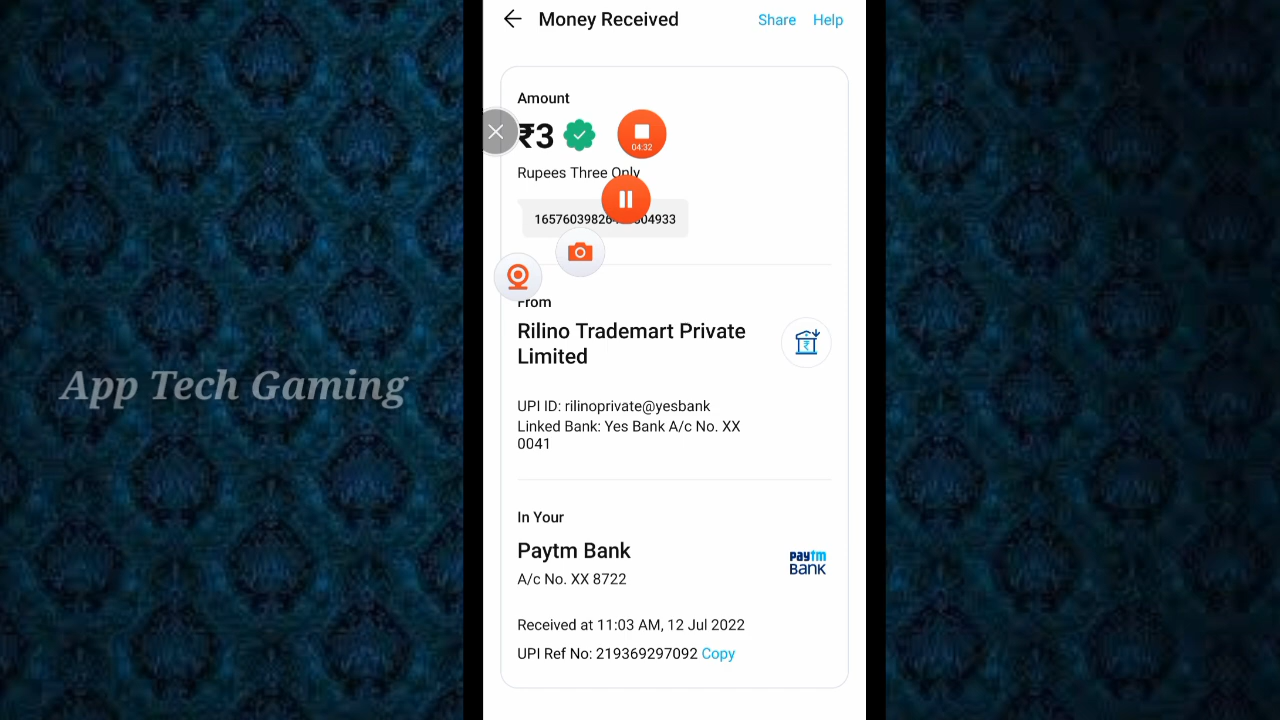 Money Received
Share Help
Amount
₹3
04:32
Rupees Three Only
From
Rilino Trademart Private
Limited
App Tech Gaming
UPI ID: rilinoprivate@yesbank
Linked Bank: Yes Bank A/c No. XX
0041
In Your
Paytm Bank
paytm
BANK
A/c No. XX 8722
Received at 11:03 AM, 12 Jul 2022
UPI Ref No: 219369297092 Copy